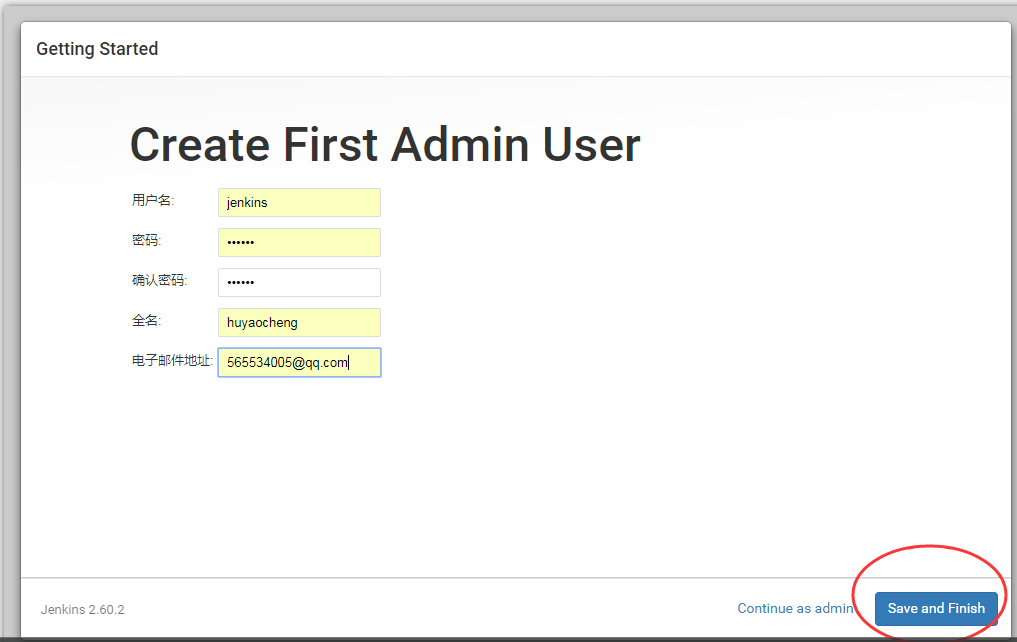 Getting Started
Create First Admin User
用户名: jenkins
密码: ••••••
确认密码: ••••••
全名: huyaocheng
电子邮件地址: 565534005@qq.com
Jenkins 2.60.2 Continue as admin Save and Finish